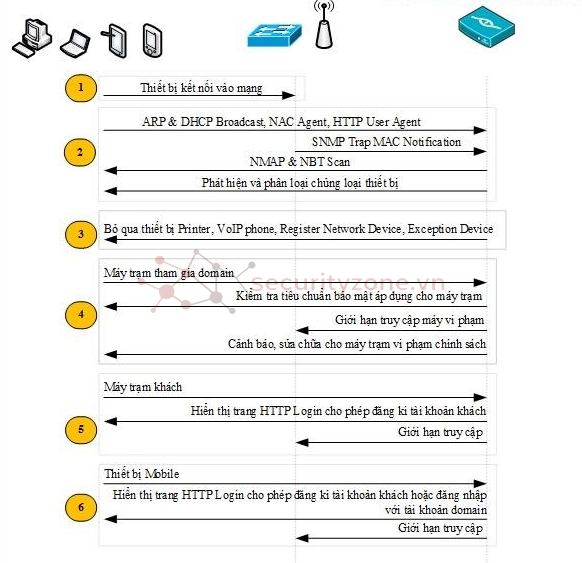 1
Thiết bị kết nối vào mạng
2
ARP & DHCP Broadcast, NAC Agent, HTTP User Agent
SNMP Trap MAC Notification
NMAP & NBT Scan
Phát hiện và phân loại chủng loại thiết bị
3
Bỏ qua thiết bị Printer, VoIP phone, Register Network Device, Exception Device
4
Máy trạm tham gia domain
securityzone.vn
Kiểm tra tiêu chuẩn bảo mật áp dụng cho máy trạm
Giới hạn truy cập máy vi phạm
Cảnh báo, sửa chữa cho máy trạm vi phạm chính sách
5
Máy trạm khách
Hiển thị trang HTTP Login cho phép đăng kí tài khoản khách
Giới hạn truy cập
6
Thiết bị Mobile
Hiển thị trang HTTP Login cho phép đăng kí tài khoản khách hoặc đăng nhập
với tài khoản domain
Giới hạn truy cập